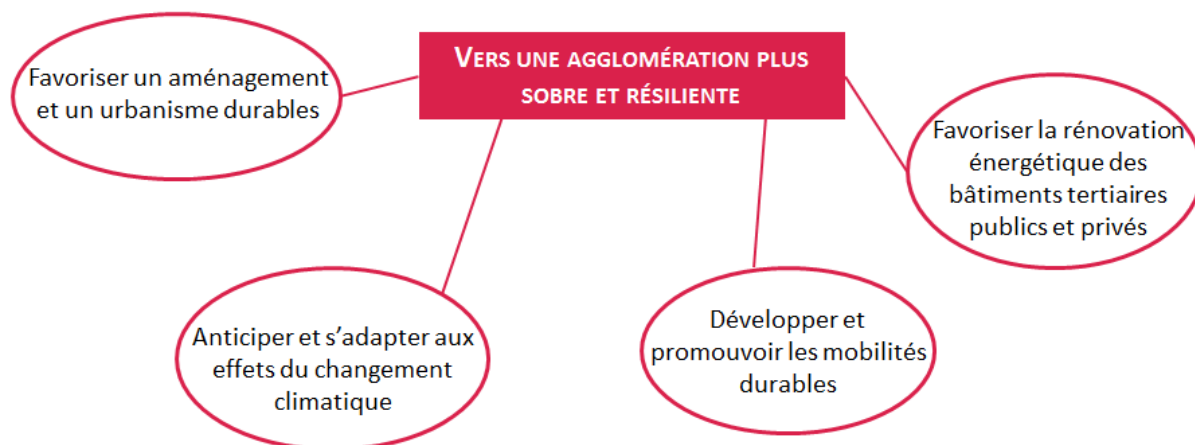 VERS UNE AGGLOMÉRATION PLUS
SOBRE ET RÉSILIENTE
Favoriser un aménagement
et un urbanisme durables
Anticiper et s’adapter aux
effets du changement
climatique
Développer et
promouvoir les mobilités
durables
Favoriser la rénovation
énergétique des
bâtiments tertiaires
publics et privés